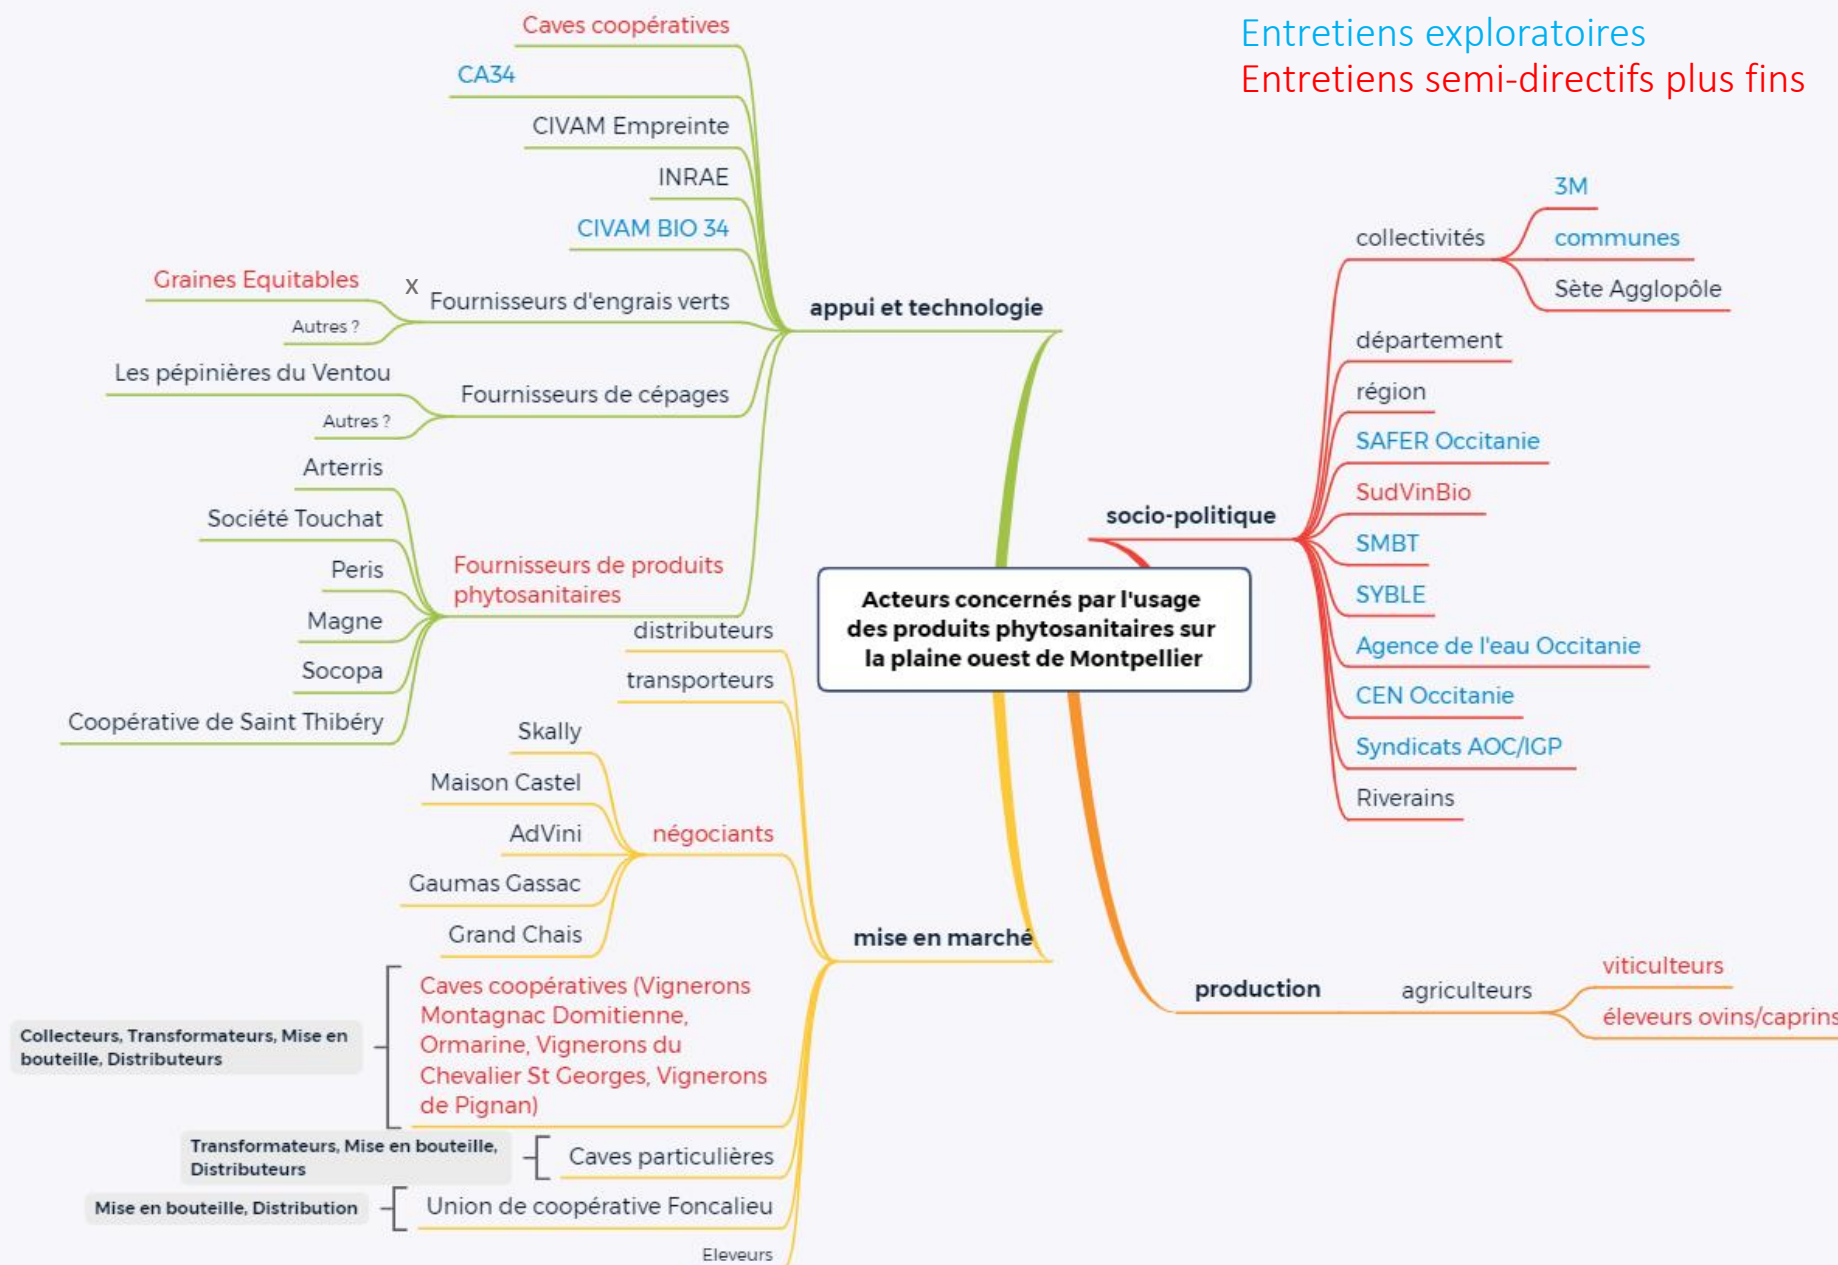 Entretiens exploratoires
Entretiens semi-directifs plus fins
Caves coopératives
CA34
CIVAM Empreinte
INRAE
CIVAM BIO 34
Graines Equitables
x
Fournisseurs d'engrais verts
Autres ?
Les pépinières du Ventou
Fournisseurs de cépages
Autres ?
Arterris
Société Touchat
Peris
Magne
Socopa
Coopérative de Saint Thibéry
Fournisseurs de produits
phytosanitaires
appui et technologie
Acteurs concernés par l'usage
des produits phytosanitaires sur
la plaine ouest de Montpellier
socio-politique
collectivités
3M
communes
Sète Agglopôle
département
région
SAFER Occitanie
SudVinBio
SMBT
SYBLE
Agence de l'eau Occitanie
CEN Occitanie
Syndicats AOC/IGP
Riverains
distributeurs
transporteurs
Skally
Maison Castel
AdVini
Gaumas Gassac
Grand Chais
négociants
mise en marché
Collecteurs, Transformateurs, Mise en
bouteille, Distributeurs
Caves coopératives (Vignerons
Montagnac Domitienne,
Ormarine, Vignerons du
Chevalier St Georges, Vignerons
de Pignan)
Transformateurs, Mise en bouteille,
Distributeurs
Caves particulières
Mise en bouteille, Distribution
Union de coopérative Foncalieu
Eleveurs
production
agriculteurs
viticulteurs
éleveurs ovins/caprins